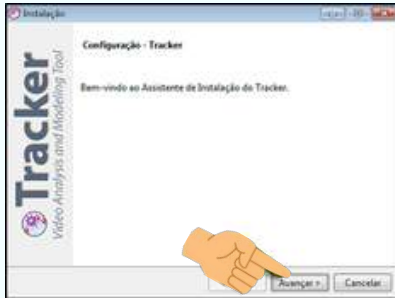 Instalação
Configuração - Tracker
Bem-vindo ao Assistente de Instalação do Tracker.
Tracker
Video Analysis and Modeling Tool
Avançar >
Cancelar